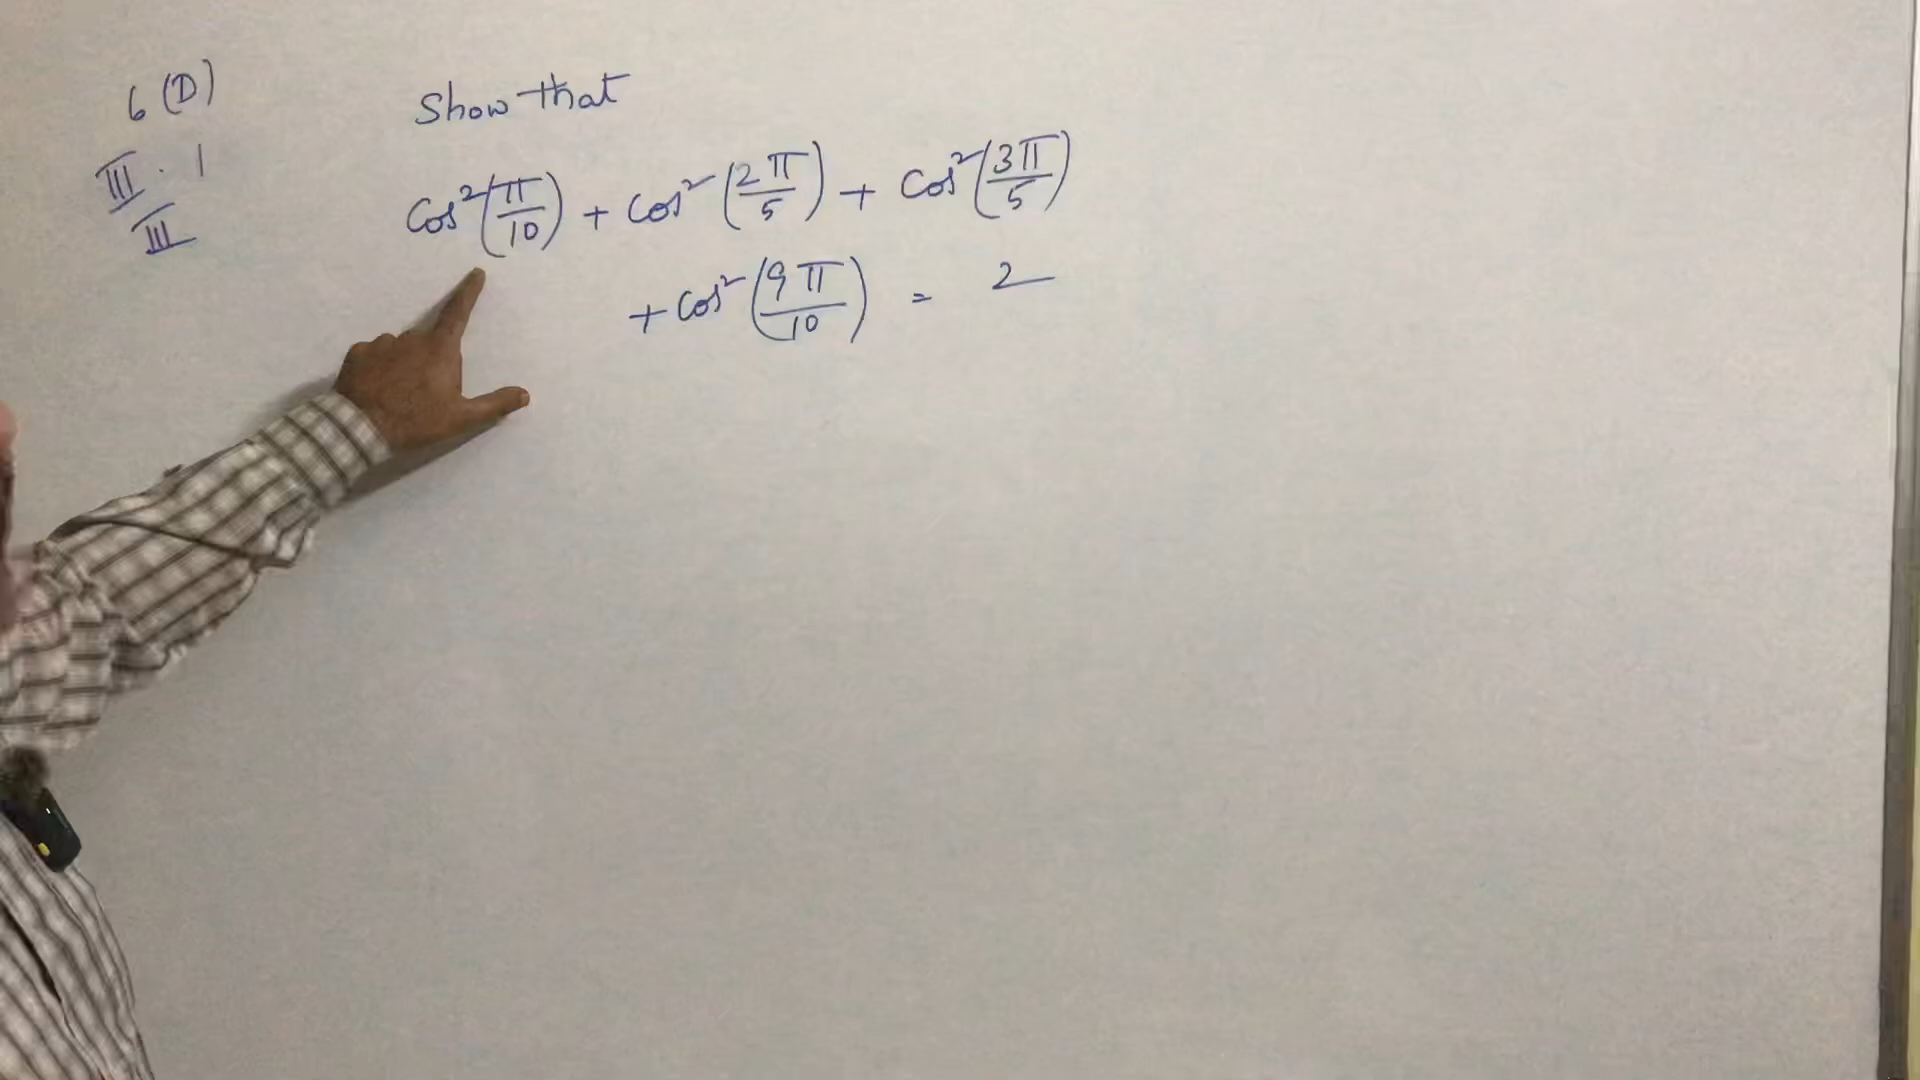 6 (D)
III . 1
III
Show that
Cos²(π/10) + Cos²(2π/5) + Cos²(3π/5)
+ Cos²(9π/10) = 2